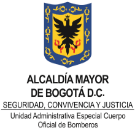 ALCALDÍA MAYOR
DE BOGOTÁ D.C.
SEGURIDAD, CONVIVENCIA Y JUSTICIA
Unidad Administrativa Especial Cuerpo
Oficial de Bomberos